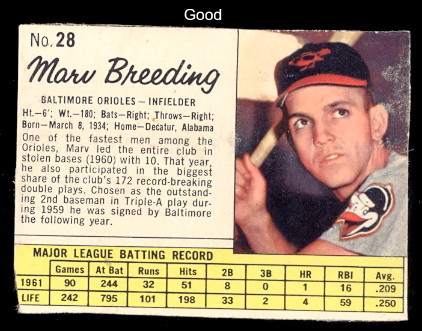 Good
No. 28
Marv Breeding
BALTIMORE ORIOLES — INFIELDER
Ht.—6'; Wt.—180; Bats—Right; Throws—Right;
Born—March 8, 1934; Home—Decatur, Alabama
One of the fastest men among the
Orioles, Marv led the entire club in
stolen bases (1960) with 10. That year,
he also participated in the biggest
share of the club's 172 record-breaking
double plays. Chosen as the outstanding
2nd baseman in Triple-A play dur-
ing 1959 he was signed by Baltimore
the following year.
MAJOR LEAGUE BATTING RECORD
Games At Bat Runs Hits 2B 3B HR RBI Avg.
1961 90 244 32 51 8 0 1 16 .209
LIFE 242 795 101 198 33 2 4 59 .250